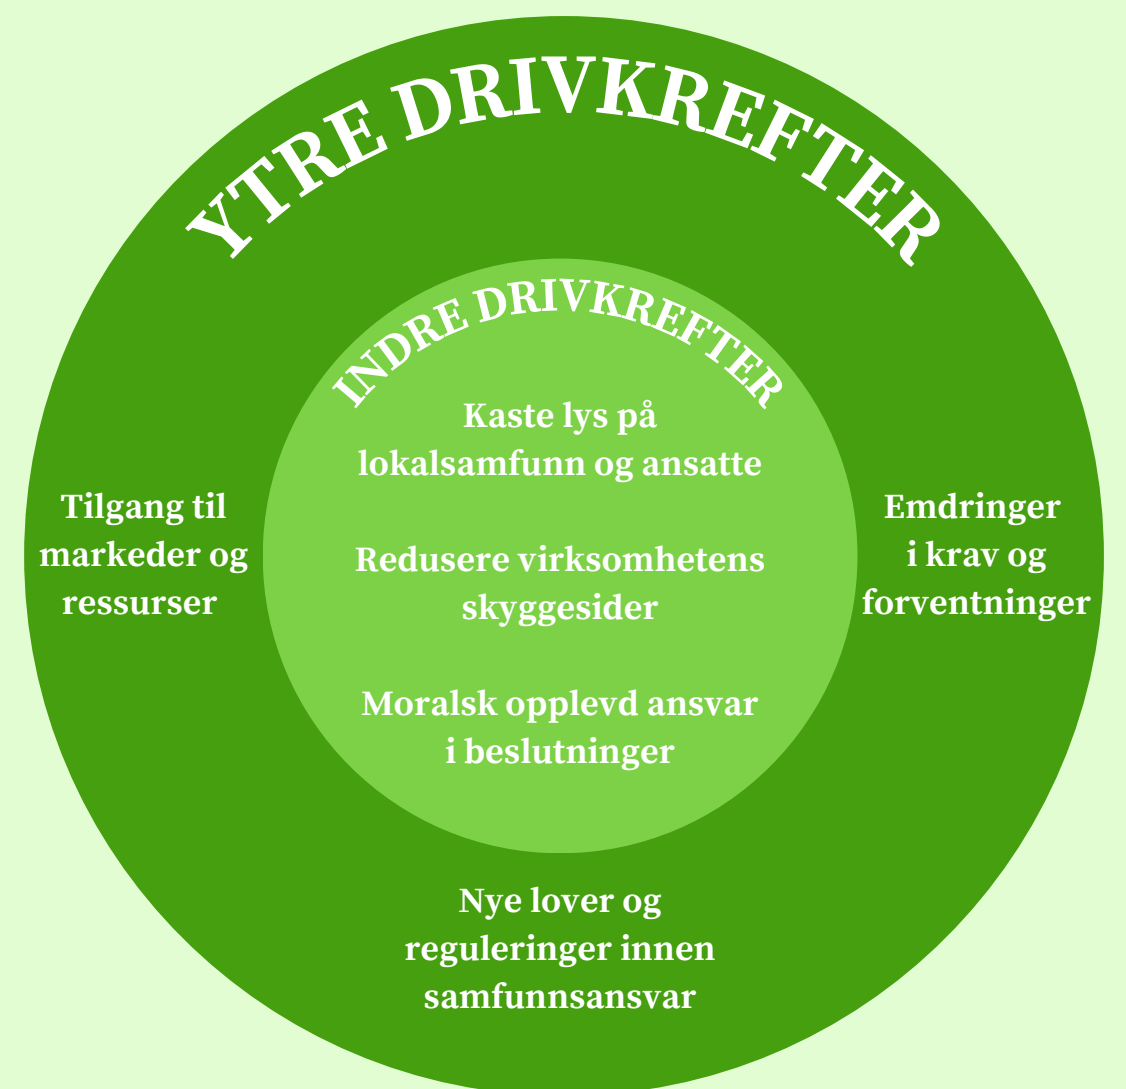 YTRE DRIVKREFTER
INDRE DRIVKREFTER
Kaste lys på
lokalsamfunn og ansatte
Redusere virksomhetens
skyggesider
Moralsk opplevd ansvar
i beslutninger
Tilgang til
markeder og
ressurser
Emdringer
i krav og
forventninger
Nye lover og
reguleringer innen
samfunnsansvar